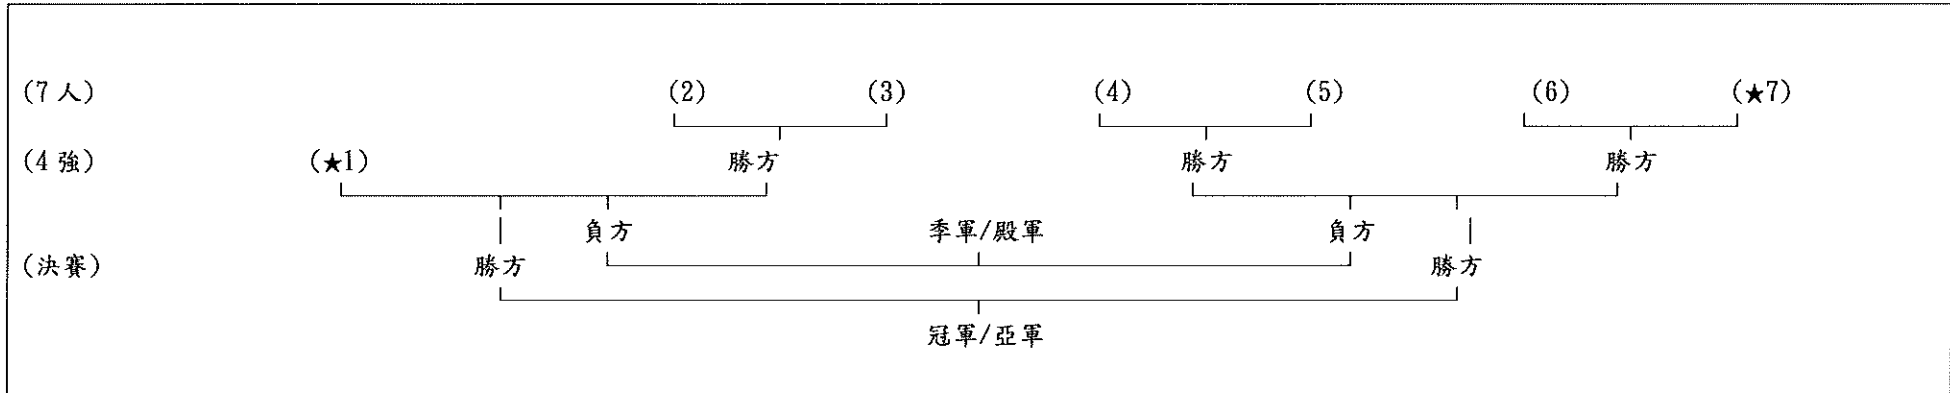 (7人) (2) (3) (4) (5) (6) (★7)
(4強) (★1) 勝方 勝方 勝方
負方 季軍/殿軍 負方
(決賽) 勝方 勝方
冠軍/亞軍